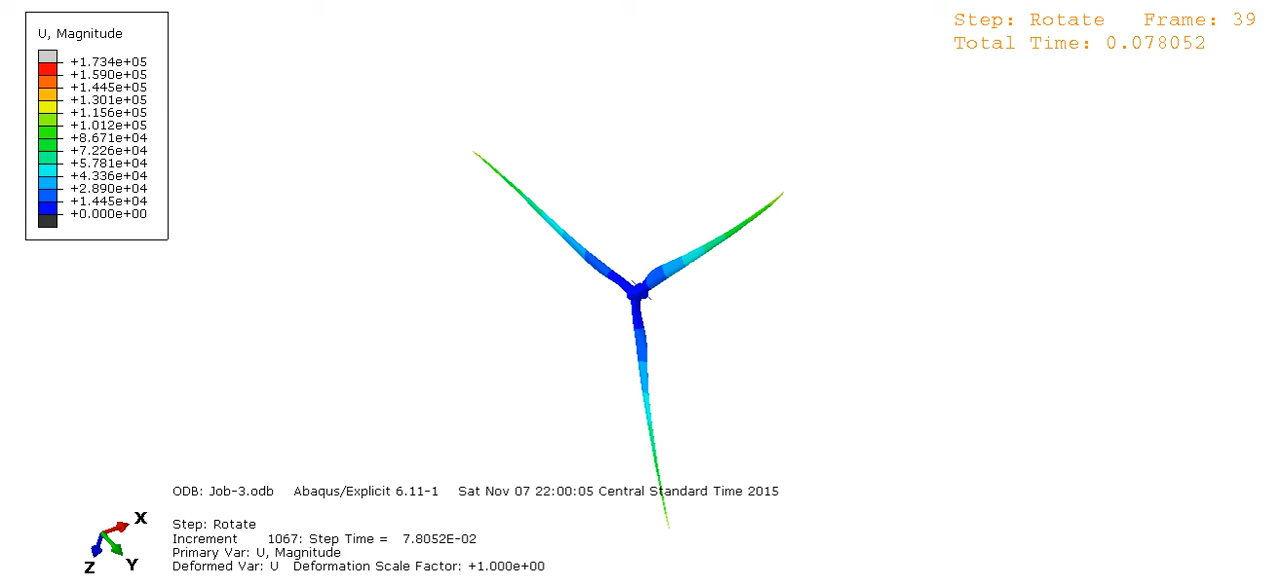 U, Magnitude
+1.734e+05
+1.590e+05
+1.445e+05
+1.301e+05
+1.156e+05
+1.012e+05
+8.671e+04
+7.226e+04
+5.781e+04
+4.336e+04
+2.890e+04
+1.445e+04
+0.000e+00
Step: Rotate Frame: 39
Total Time: 0.078052
ODB: Job-3.odb Abaqus/Explicit 6.11-1 Sat Nov 07 22:00:05 Central Standard Time 2015
X
Y
Z
Step: Rotate
Increment 1067: Step Time = 7.8052E-02
Primary Var: U, Magnitude
Deformed Var: U Deformation Scale Factor: +1.000e+00